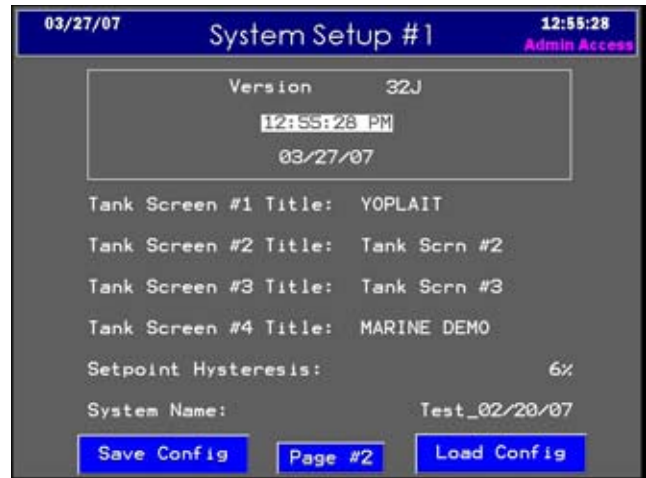 03/27/07 System Setup #1 12:55:28
Admin Access
Version 32J
12:55:28 PM
03/27/07
Tank Screen #1 Title: YOPLAIT
Tank Screen #2 Title: Tank Scrn #2
Tank Screen #3 Title: Tank Scrn #3
Tank Screen #4 Title: MARINE DEMO
Setpoint Hysteresis: 6%
System Name: Test_02/20/07
Save Config Page #2 Load Config